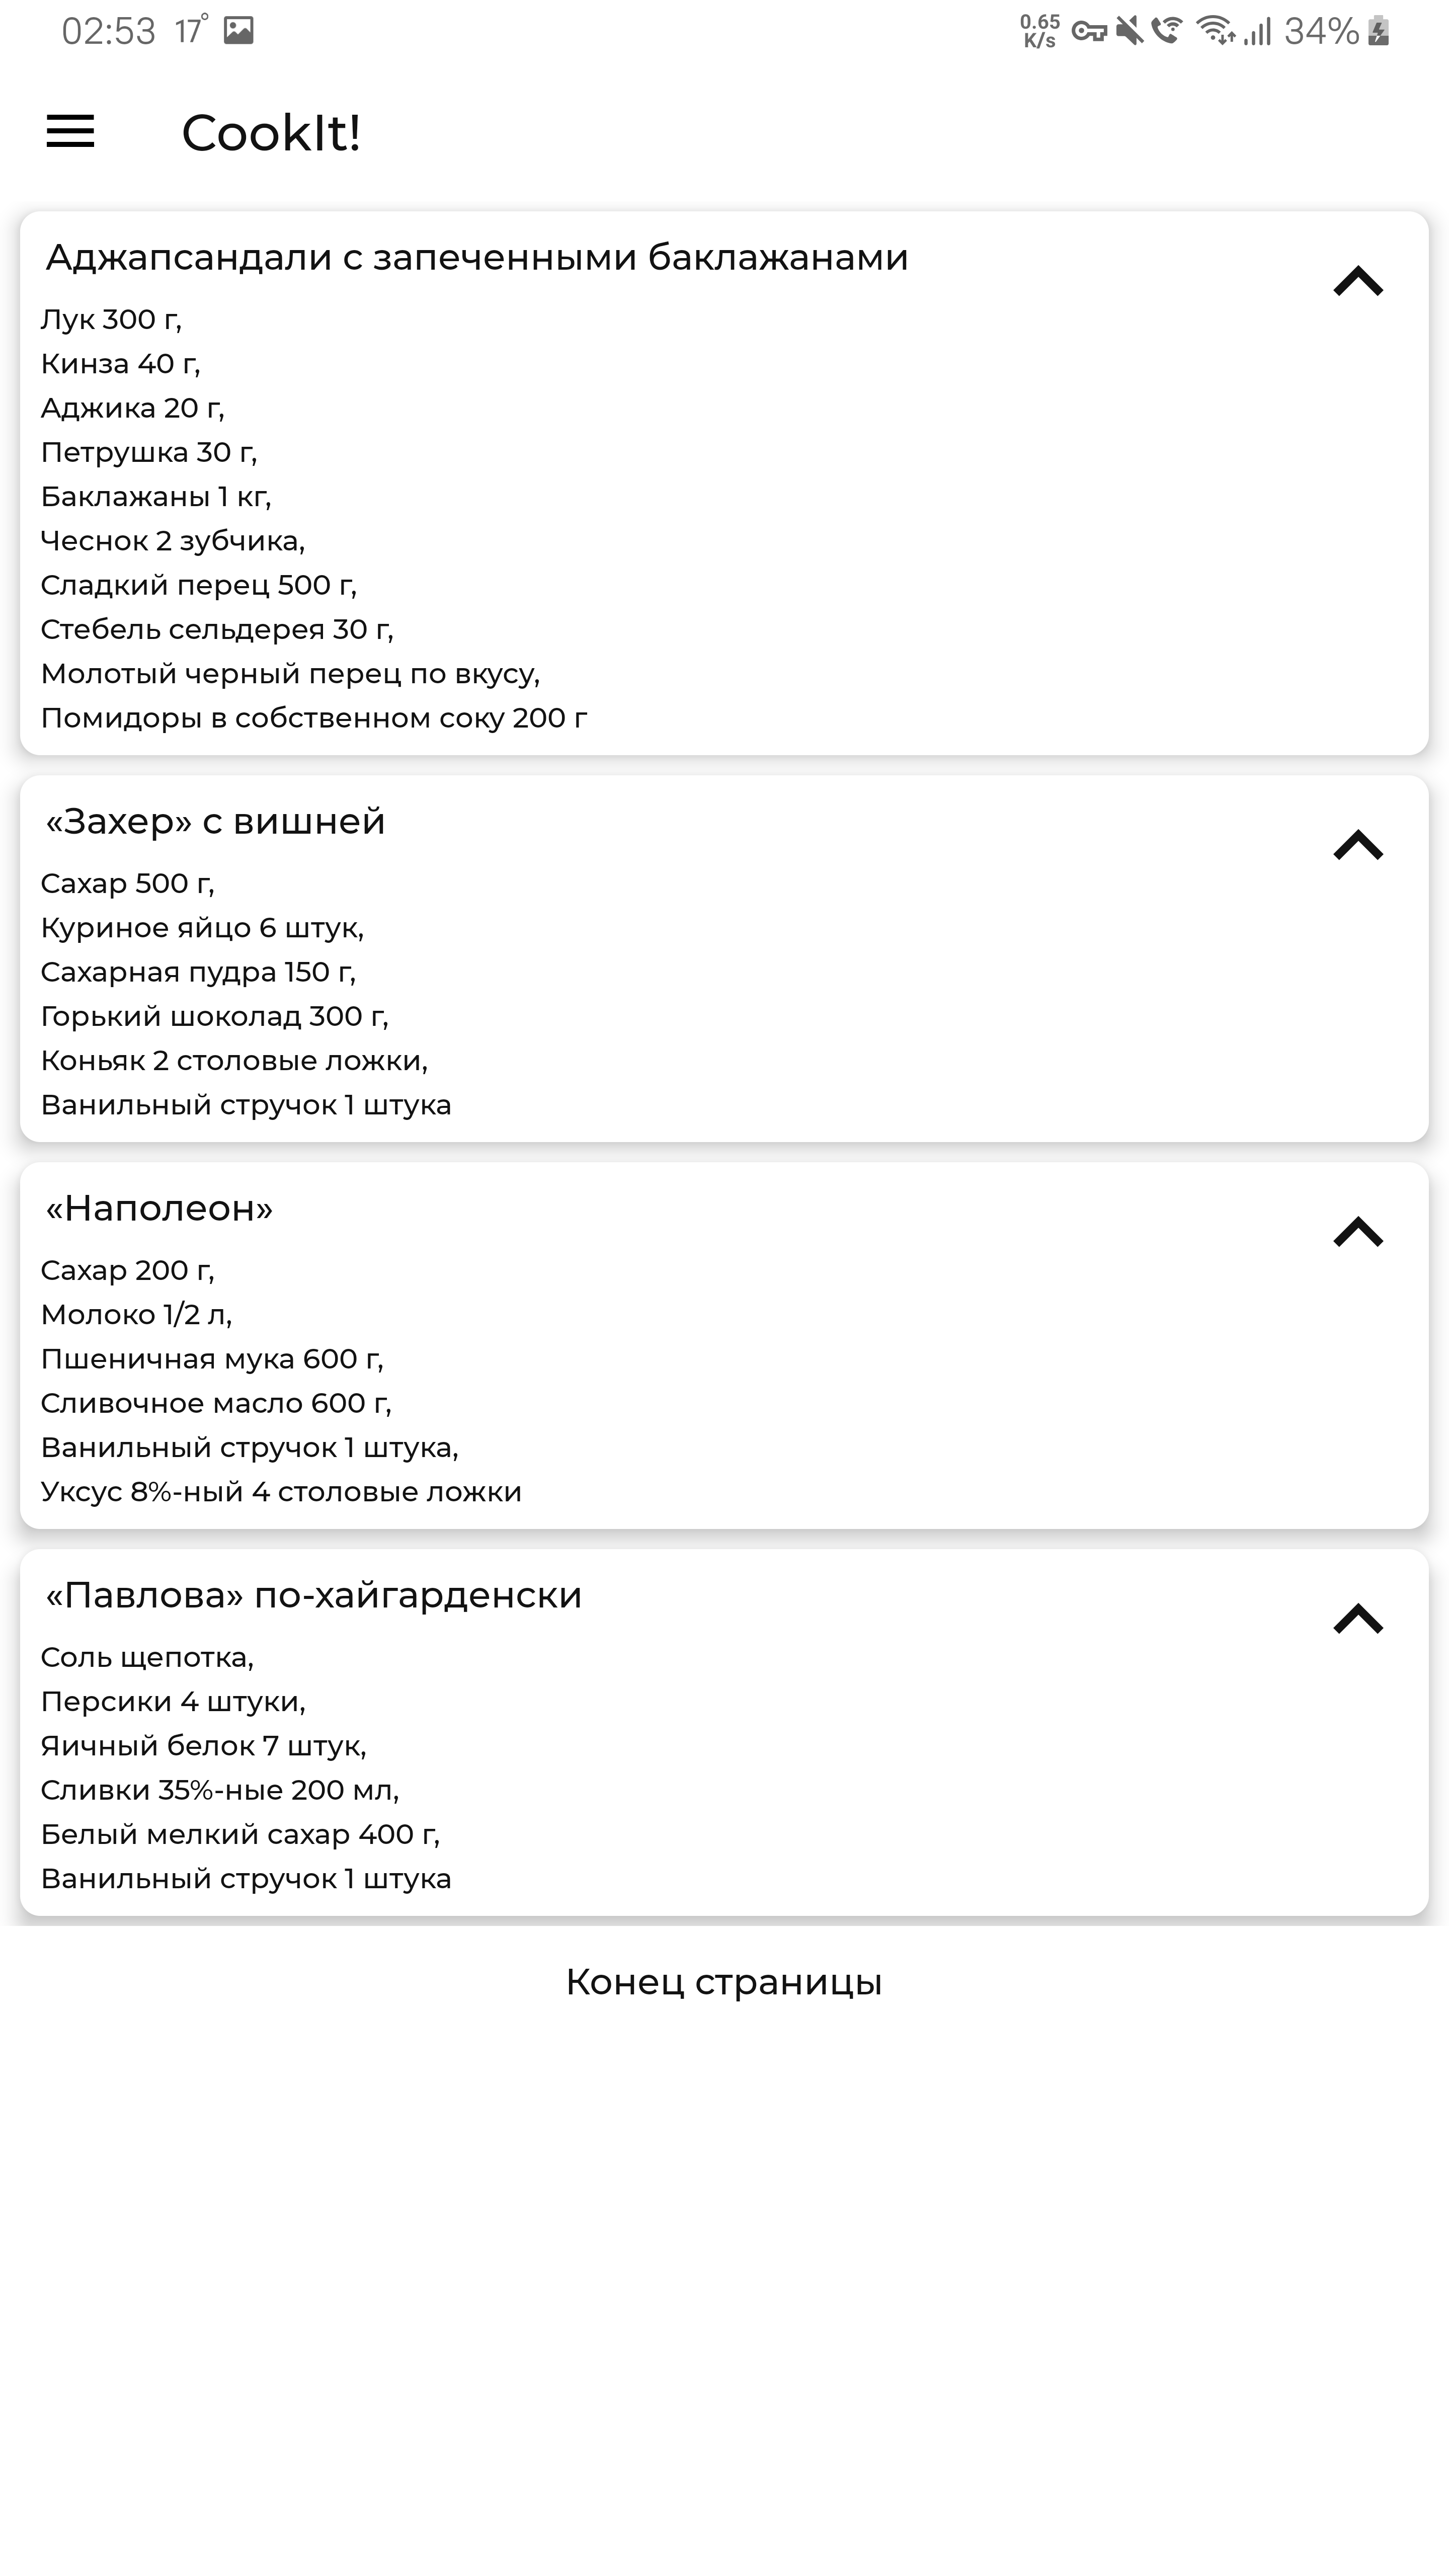 02:53 17° 0.65 K/s 34%
CookIt!
Аджапсандали с запеченными баклажанами
Лук 300 г,
Кинза 40 г,
Аджика 20 г,
Петрушка 30 г,
Баклажаны 1 кг,
Чеснок 2 зубчика,
Сладкий перец 500 г,
Стебель сельдерея 30 г,
Молотый черный перец по вкусу,
Помидоры в собственном соку 200 г
«Захер» с вишней
Сахар 500 г,
Куриное яйцо 6 штук,
Сахарная пудра 150 г,
Горький шоколад 300 г,
Коньяк 2 столовые ложки,
Ванильный стручок 1 штука
«Наполеон»
Сахар 200 г,
Молоко 1/2 л,
Пшеничная мука 600 г,
Сливочное масло 600 г,
Ванильный стручок 1 штука,
Уксус 8%-ный 4 столовые ложки
«Павлова» по-хайгарденски
Соль щепотка,
Персики 4 штуки,
Яичный белок 7 штук,
Сливки 35%-ные 200 мл,
Белый мелкий сахар 400 г,
Ванильный стручок 1 штука
Конец страницы